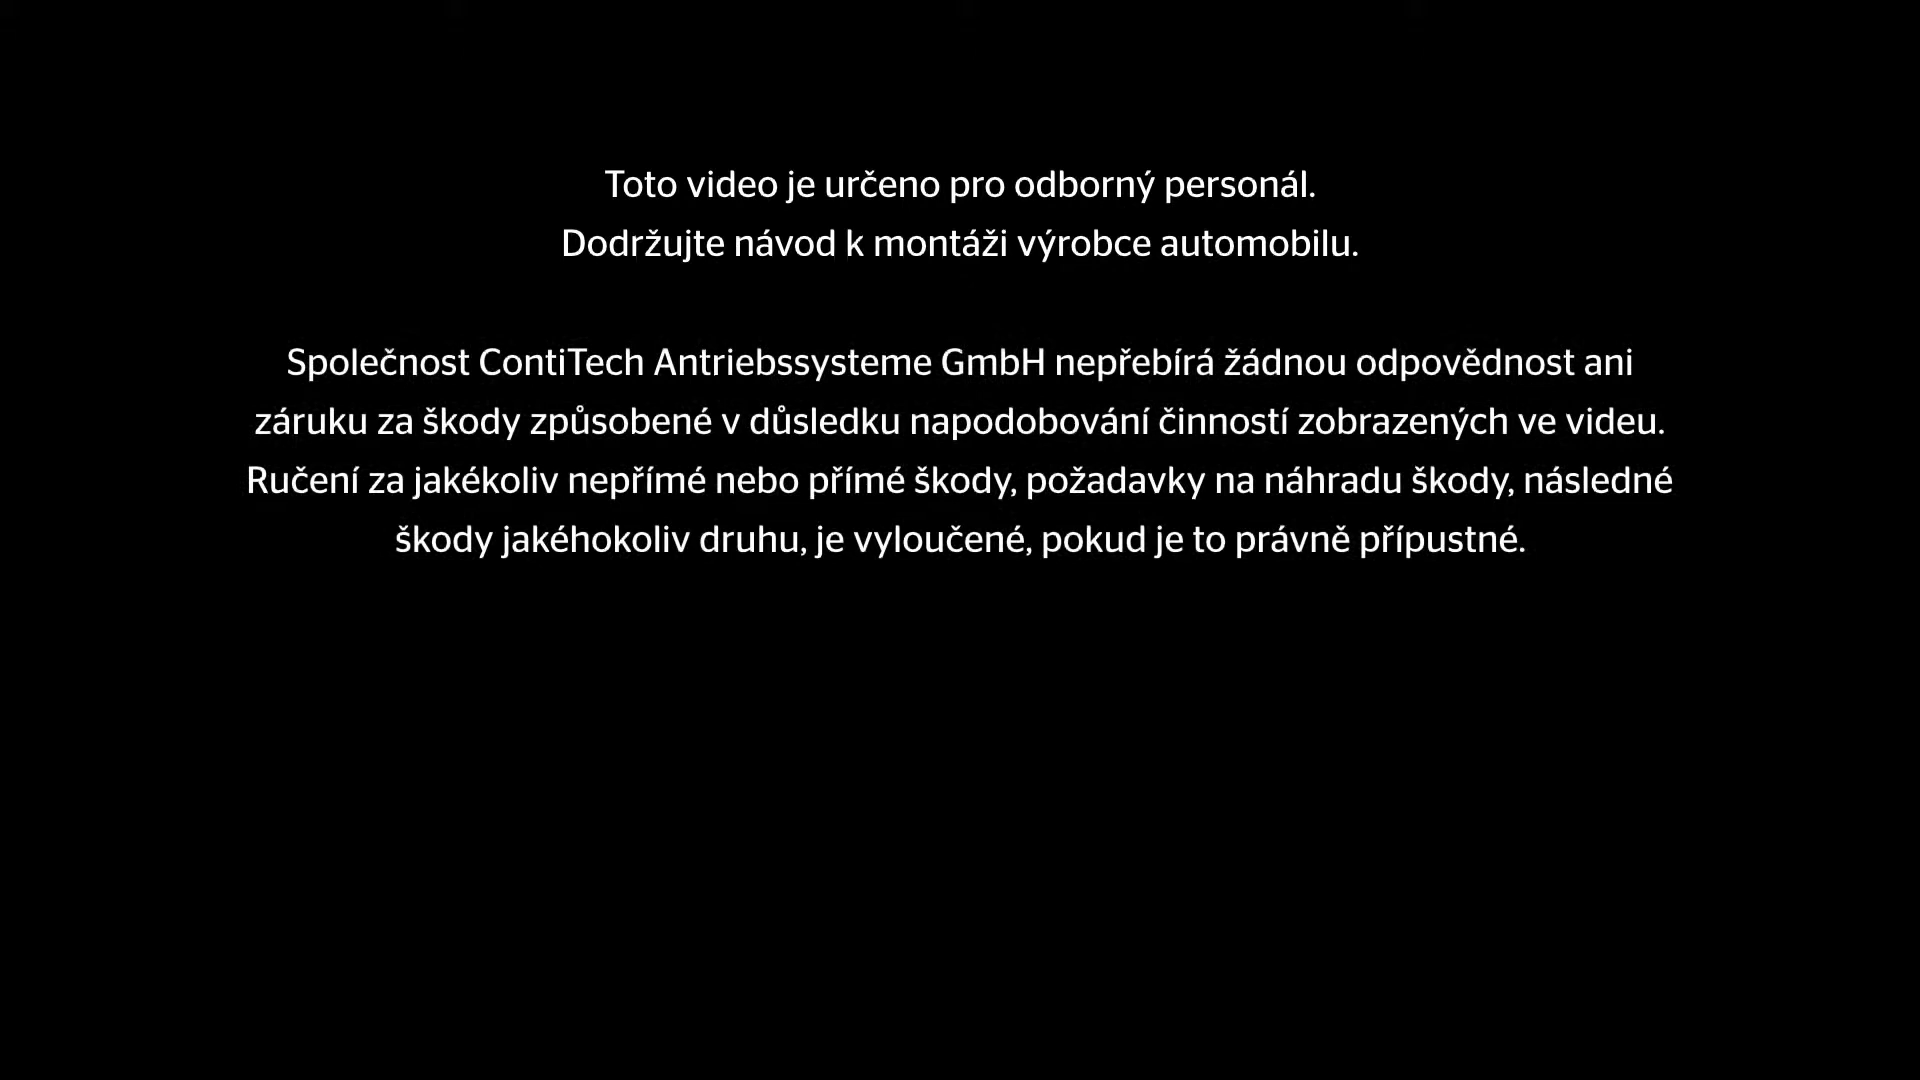 Toto video je určeno pro odborný personál.
Dodržujte návod k montáži výrobce automobilu.
Společnost ContiTech Antriebssysteme GmbH nepřebírá žádnou odpovědnost ani
záruku za škody způsobené v důsledku napodobování činností zobrazených ve videu.
Ručení za jakékoliv nepřímé nebo přímé škody, požadavky na náhradu škody, následné
škody jakéhokoliv druhu, je vyloučené, pokud je to právně přípustné.